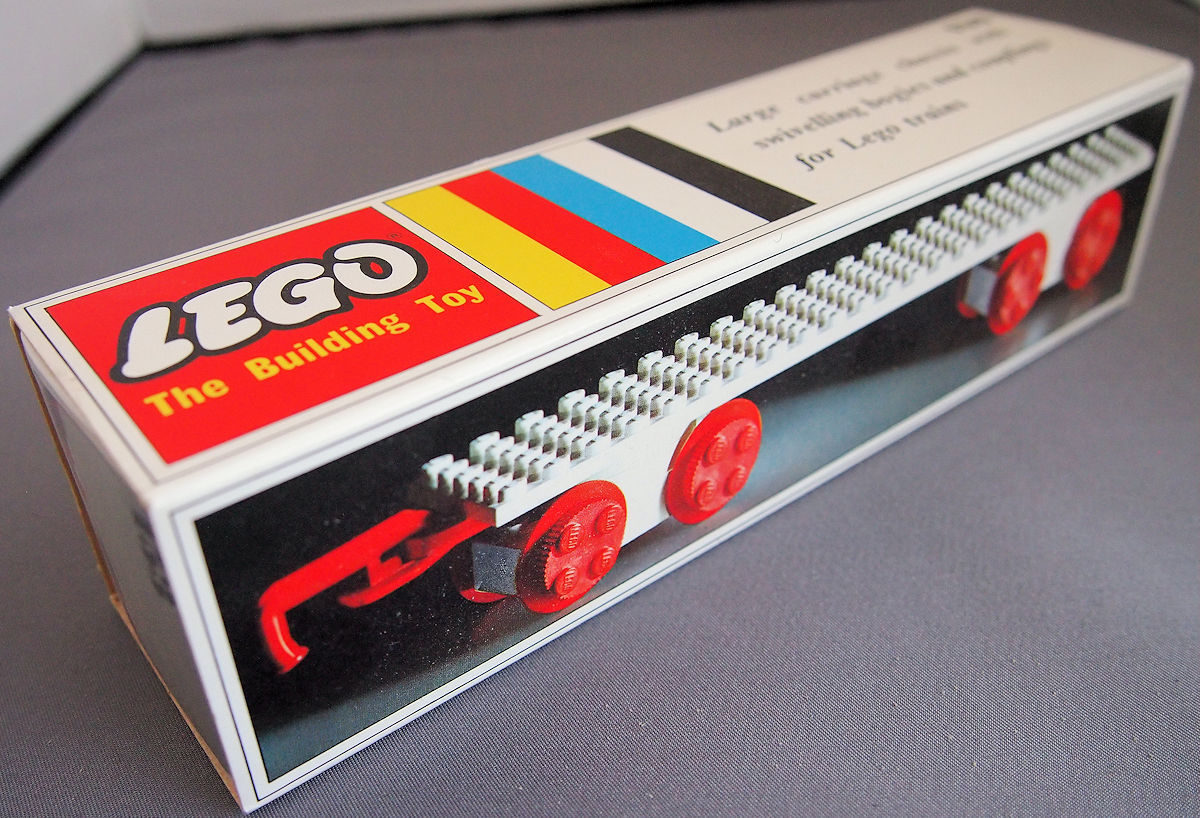 LEGO®
The Building Toy
Large carriage chassis with
swivelling bogies and couplings
for Lego trains